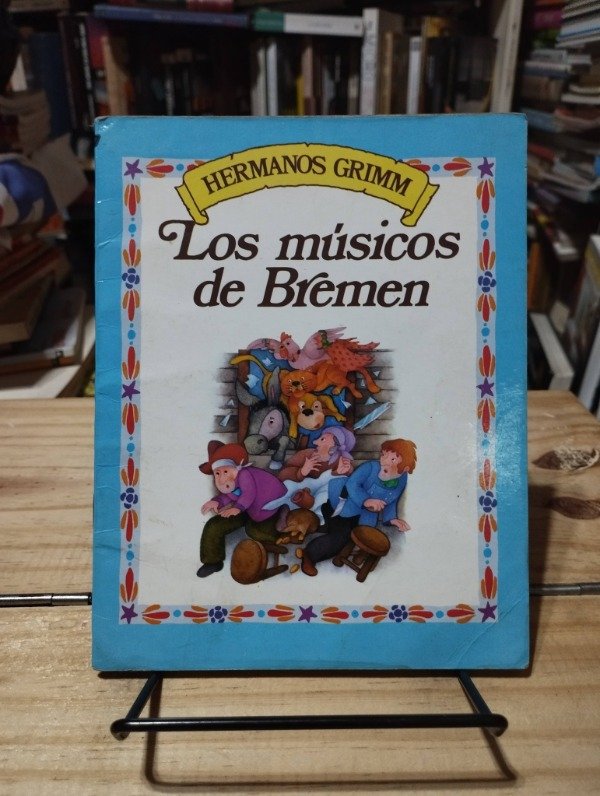 HERMANOS GRIMM
Los músicos
de Bremen